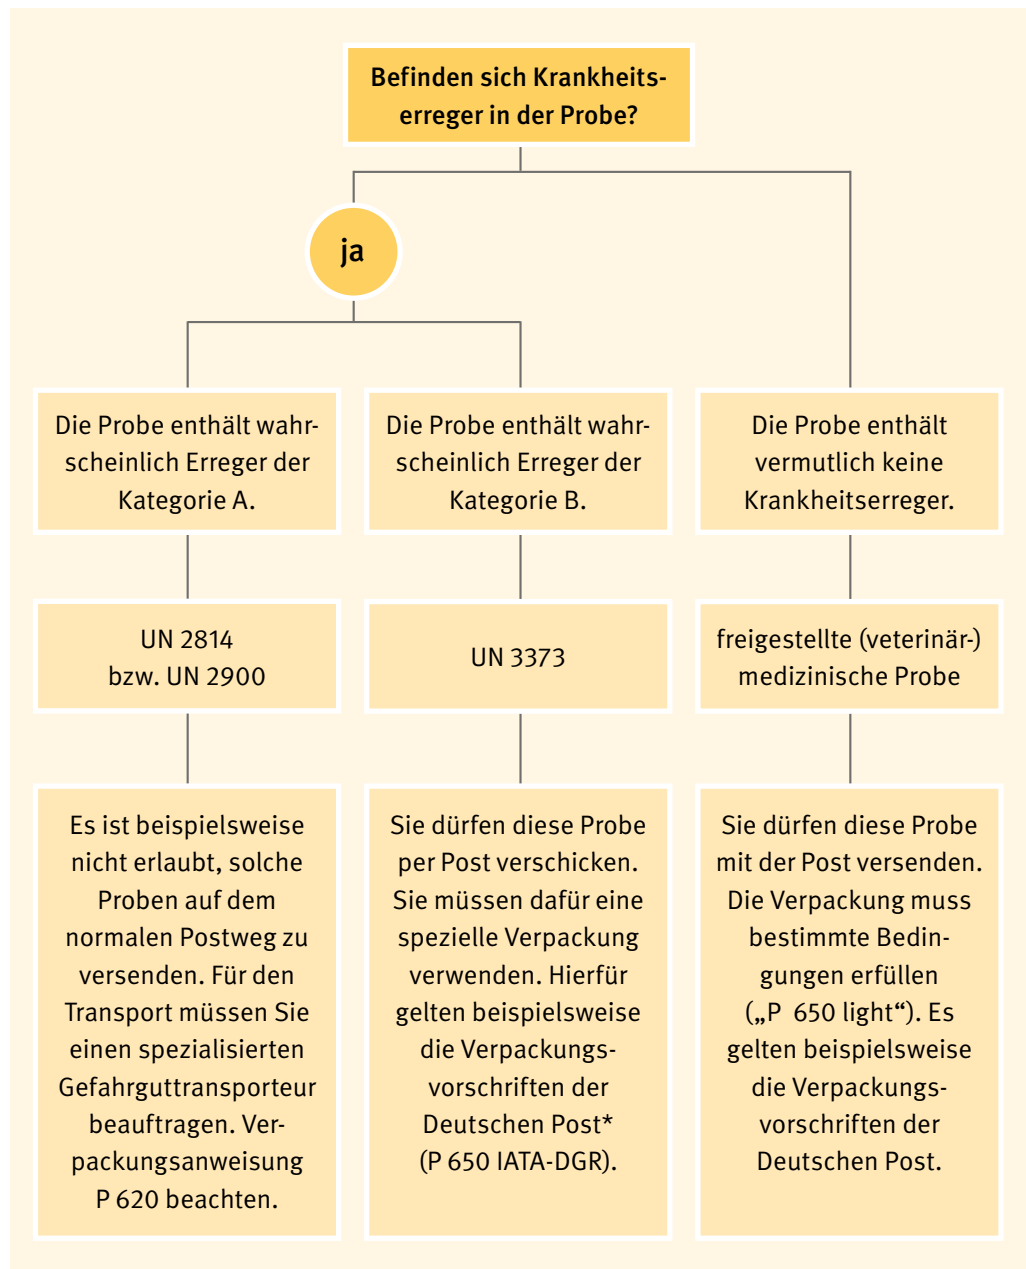 Befinden sich Krankheits-
erreger in der Probe?
ja
Die Probe enthält wahr-
scheinlich Erreger der
Kategorie A.
Die Probe enthält wahr-
scheinlich Erreger der
Kategorie B.
Die Probe enthält
vermutlich keine
Krankheitserreger.
UN 2814
bzw. UN 2900
UN 3373
freigestellte (veterinär-)
medizinische Probe
Es ist beispielsweise
nicht erlaubt, solche
Proben auf dem
normalen Postweg zu
versenden. Für den
Transport müssen Sie
einen spezialisierten
Gefahrguttransporteur
beauftragen. Ver-
packungsanweisung
P 620 beachten.
Sie dürfen diese Probe
per Post verschicken.
Sie müssen dafür eine
spezielle Verpackung
verwenden. Hierfür
gelten beispielsweise
die Verpackungs-
vorschriften der
Deutschen Post*
(P 650 IATA-DGR).
Sie dürfen diese Probe
mit der Post versenden.
Die Verpackung muss
bestimmte Bedin-
gungen erfüllen
(„P 650 light“). Es
gelten beispielsweise
die Verpackungs-
vorschriften der
Deutschen Post.